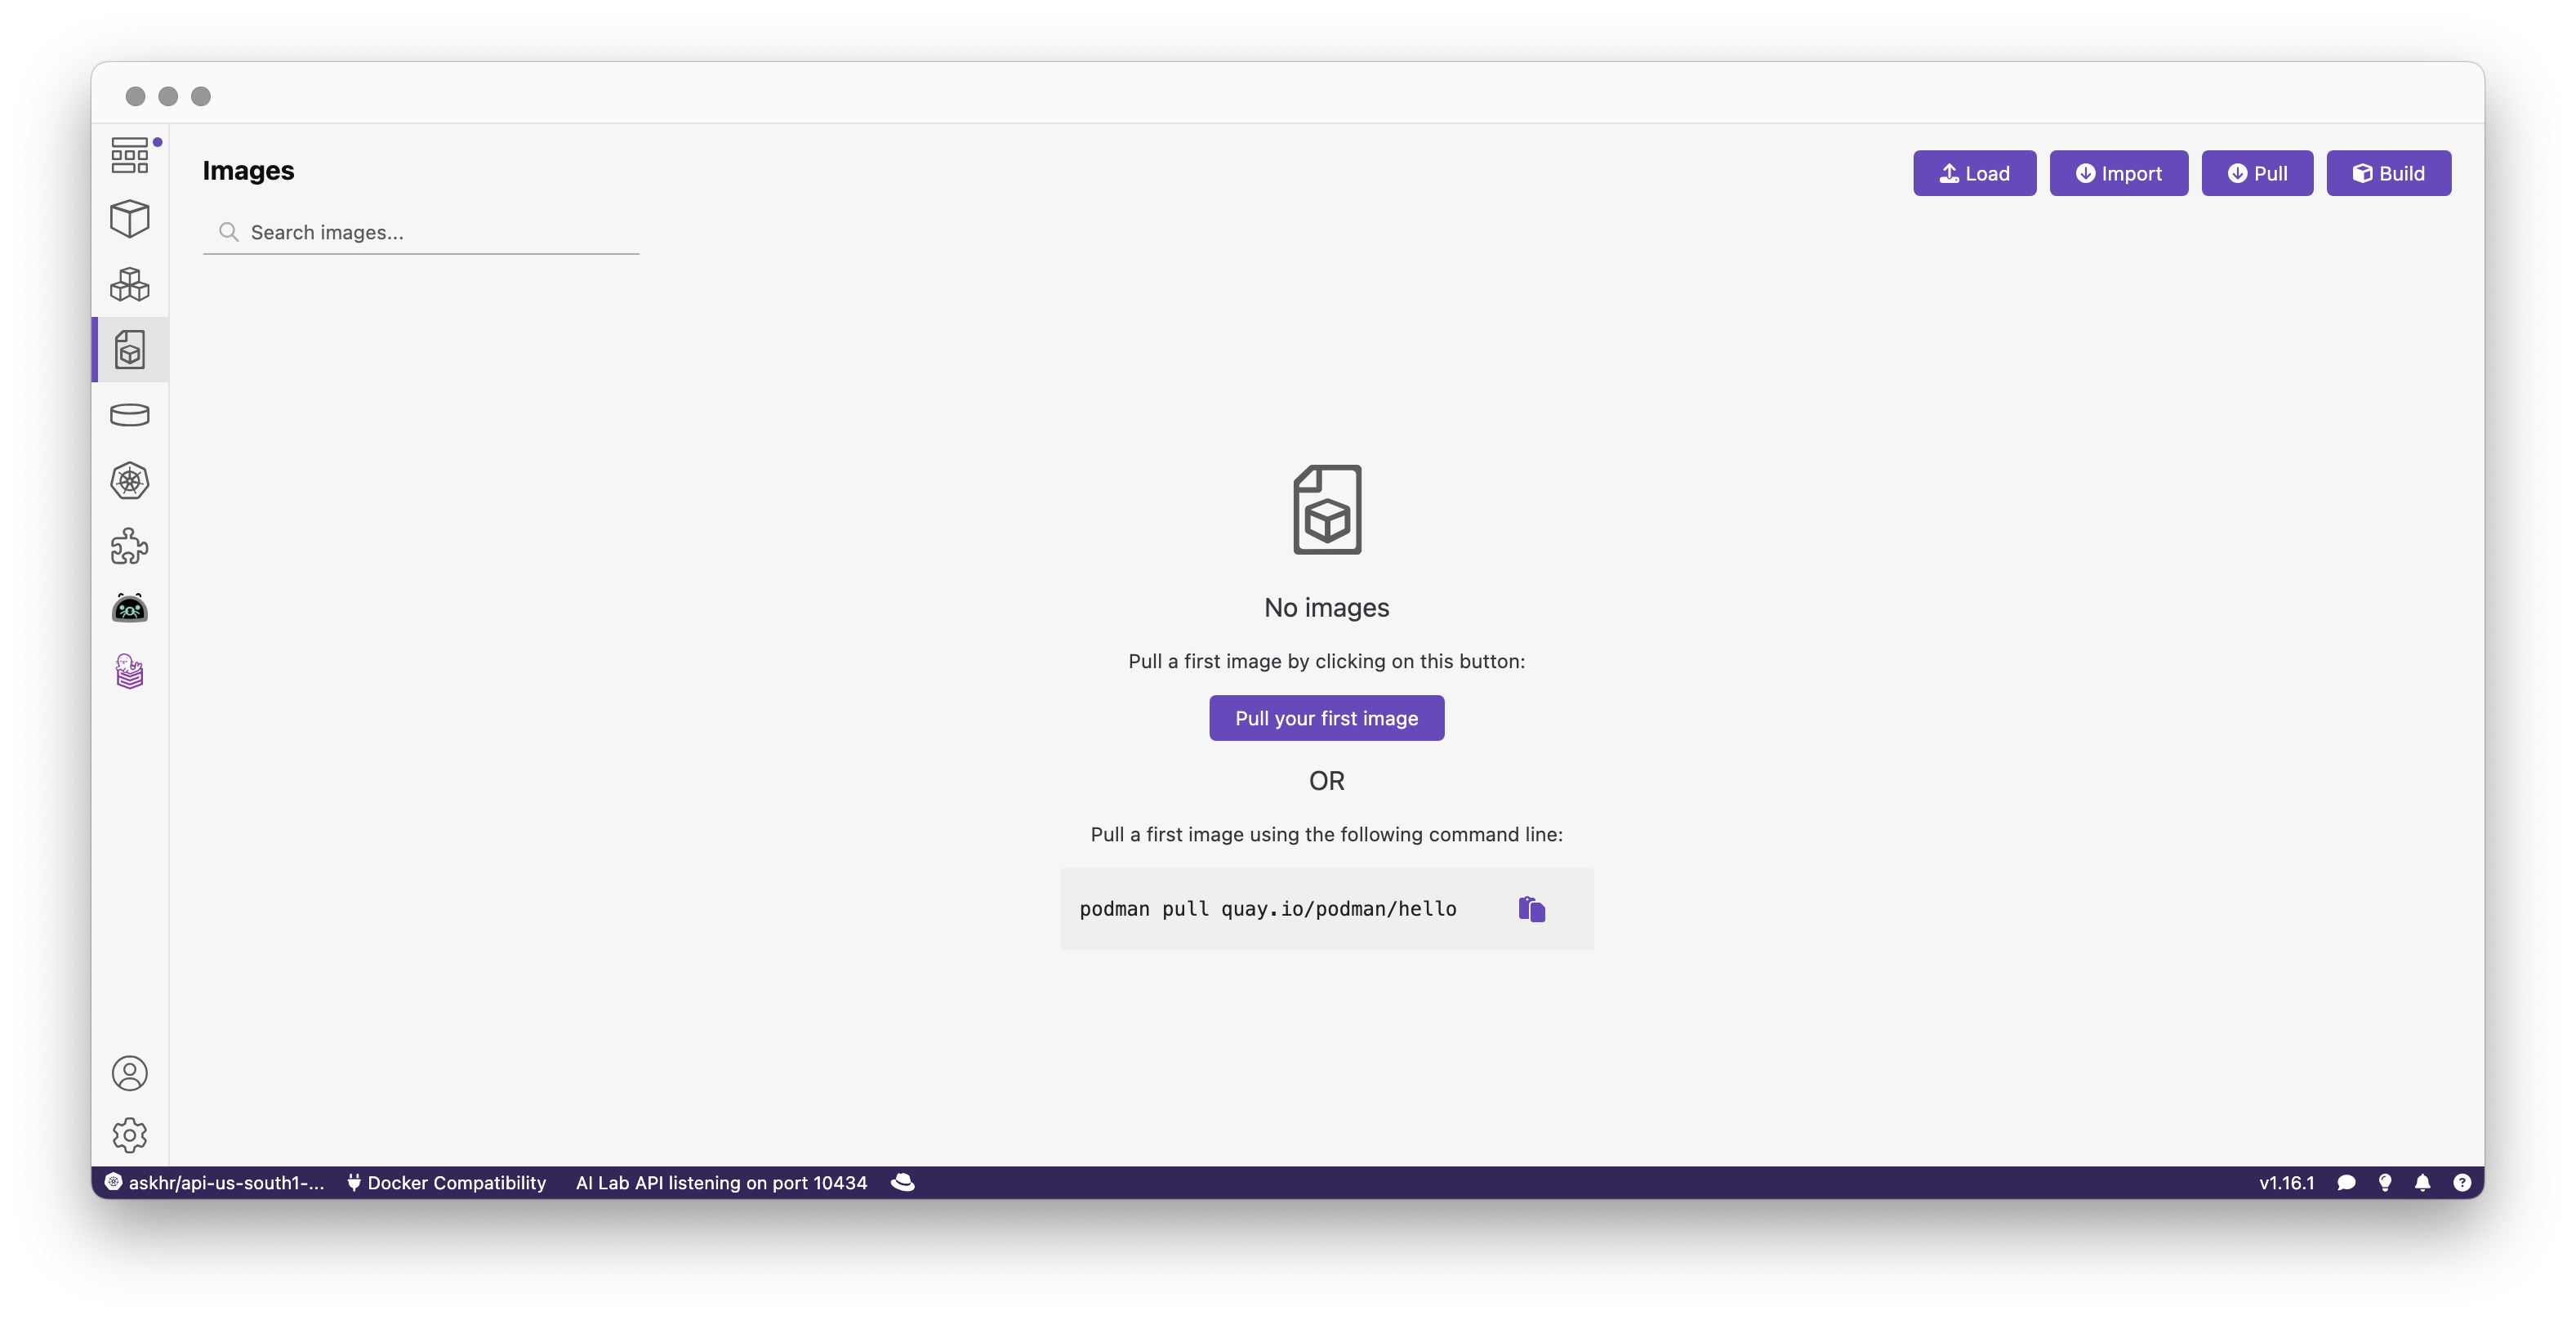 Images
Load
Import
Pull
Build
Search images...
No images
Pull a first image by clicking on this button:
Pull your first image
OR
Pull a first image using the following command line:
podman pull quay.io/podman/hello
askhr/api-us-south1-...
Docker Compatibility
AI Lab API listening on port 10434
v1.16.1